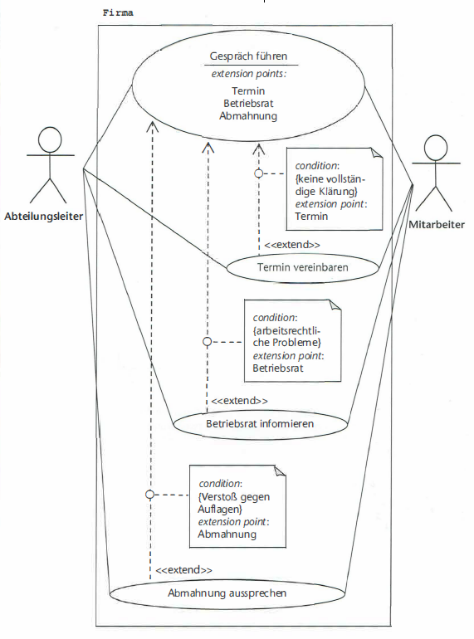 Firma
Gespräch führen
extension points:
Termin
Betriebsrat
Abmahnung
condition:
{keine vollstän-
dige Klärung}
extension point:
Termin
Abteilungsleiter
Mitarbeiter
<<extend>>
Termin vereinbaren
condition:
{arbeitsrechtli-
che Probleme}
extension point:
Betriebsrat
<<extend>>
Betriebsrat informieren
condition:
{Verstoß gegen
Auflagen}
extension point:
Abmahnung
<<extend>>
Abmahnung aussprechen